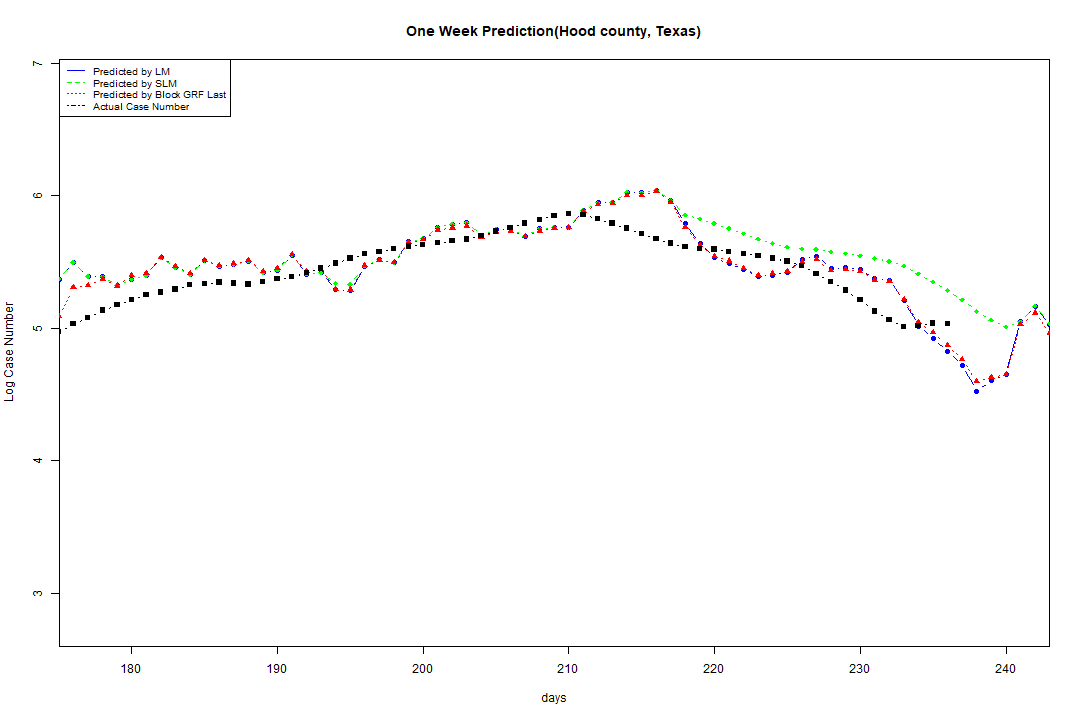 One Week Prediction(Hood county, Texas)
Predicted by LM
Predicted by SLM
Predicted by Block GRF Last
Actual Case Number
7
6
5
4
3
Log Case Number
180 190 200 210 220 230 240
days